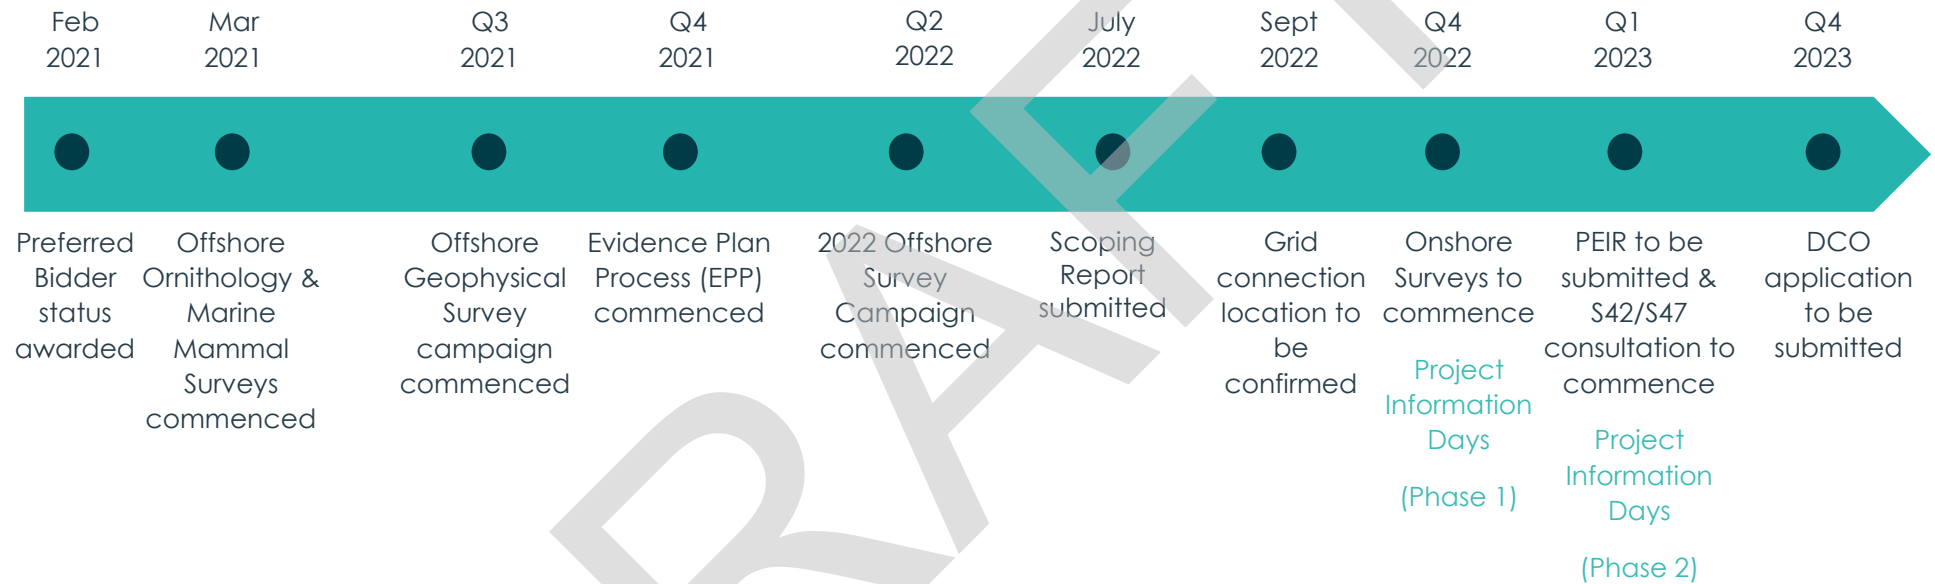 Feb
2021
Mar
2021
Q3
2021
Q4
2021
Q2
2022
July
2022
Sept
2022
Q4
2022
Q1
2023
Q4
2023
Preferred
Bidder
status
awarded
Offshore
Ornithology &
Marine
Mammal
Surveys
commenced
Offshore
Geophysical
Survey
campaign
commenced
Evidence Plan
Process (EPP)
commenced
2022 Offshore
Survey
Campaign
commenced
Scoping
Report
submitted
Grid
connection
location to
be
confirmed
Onshore
Surveys to
commence
Project
Information
Days
(Phase 1)
PEIR to be
submitted &
S42/S47
consultation to
commence
Project
Information
Days
(Phase 2)
DCO
application
to be
submitted
RAF